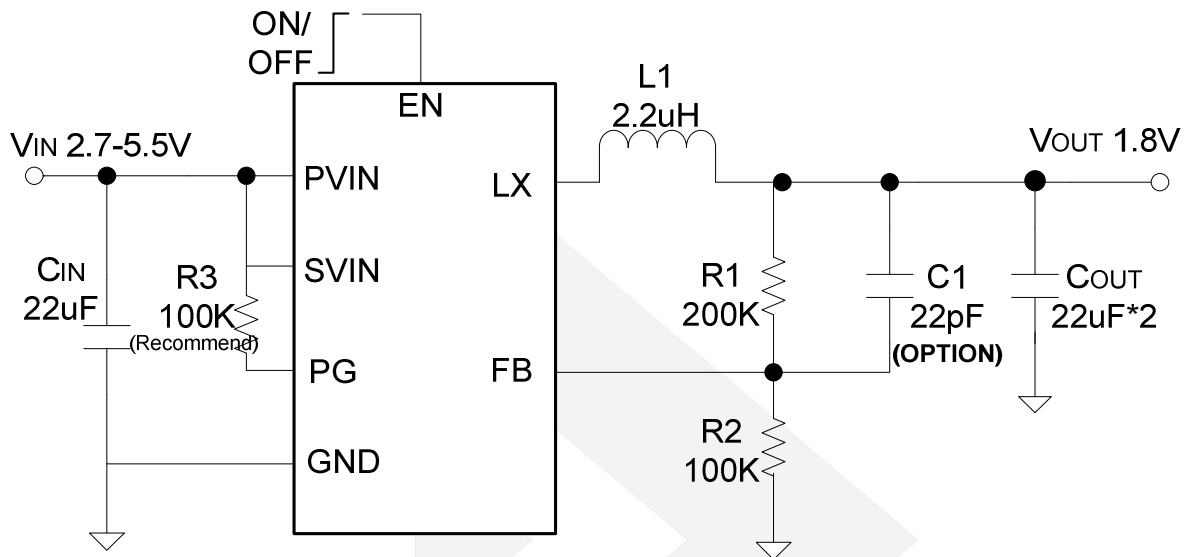 ON/
OFF
EN
L1
2.2uH
VIN 2.7-5.5V
VOUT 1.8V
PVIN
LX
SVIN
CIN
22uF
R3
100K
(Recommend)
R1
200K
C1
22pF
(OPTION)
COUT
22uF*2
PG
FB
R2
100K
GND